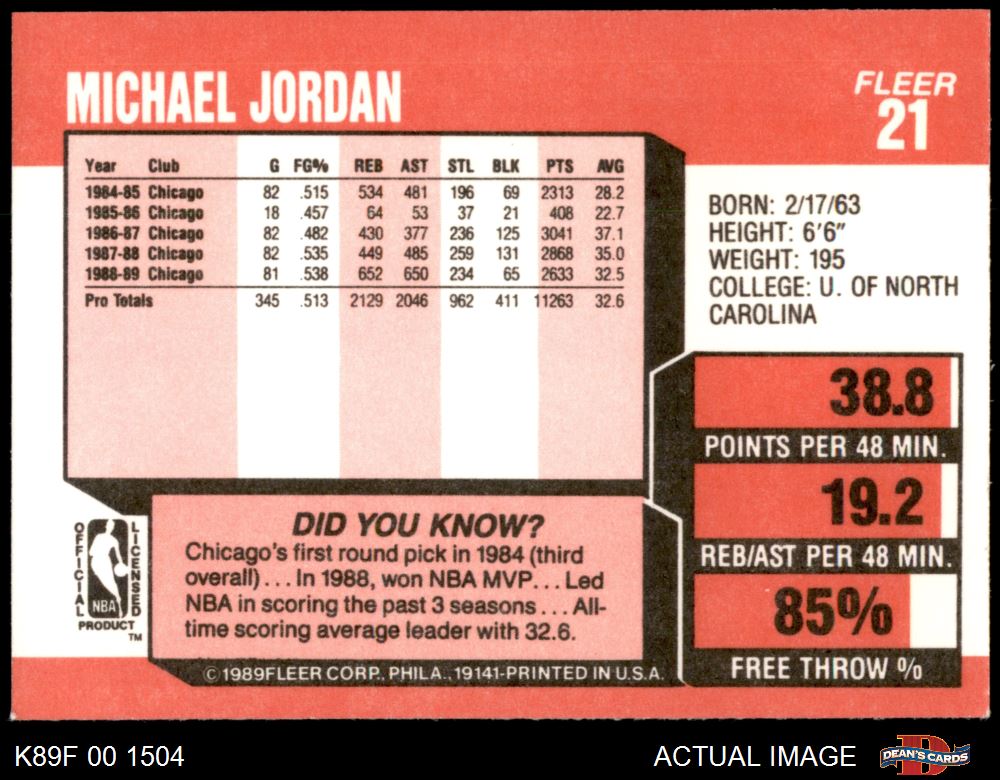 MICHAEL JORDAN
FLEER
21
Year Club G FG% REB AST STL BLK PTS AVG
1984-85 Chicago 82 .515 534 481 196 69 2313 28.2
1985-86 Chicago 18 .457 64 53 37 21 408 22.7
1986-87 Chicago 82 .482 430 377 236 125 3041 37.1
1987-88 Chicago 82 .535 449 485 259 131 2868 35.0
1988-89 Chicago 81 .538 652 650 234 65 2633 32.5
Pro Totals 345 .513 2129 2046 962 411 11263 32.6
BORN: 2/17/63
HEIGHT: 6'6"
WEIGHT: 195
COLLEGE: U. OF NORTH
CAROLINA
38.8
POINTS PER 48 MIN.
19.2
REB/AST PER 48 MIN.
85%
FREE THROW %
OFFICIAL
NBA
LICENSED
PRODUCT
TM
DID YOU KNOW?
Chicago's first round pick in 1984 (third
overall) . . . In 1988, won NBA MVP. . . Led
NBA in scoring the past 3 seasons . . . All-
time scoring average leader with 32.6.
© 1989 FLEER CORP., PHILA., 19141-PRINTED IN U.S.A.
K89F 00 1504
ACTUAL IMAGE
DEAN'S CARDS